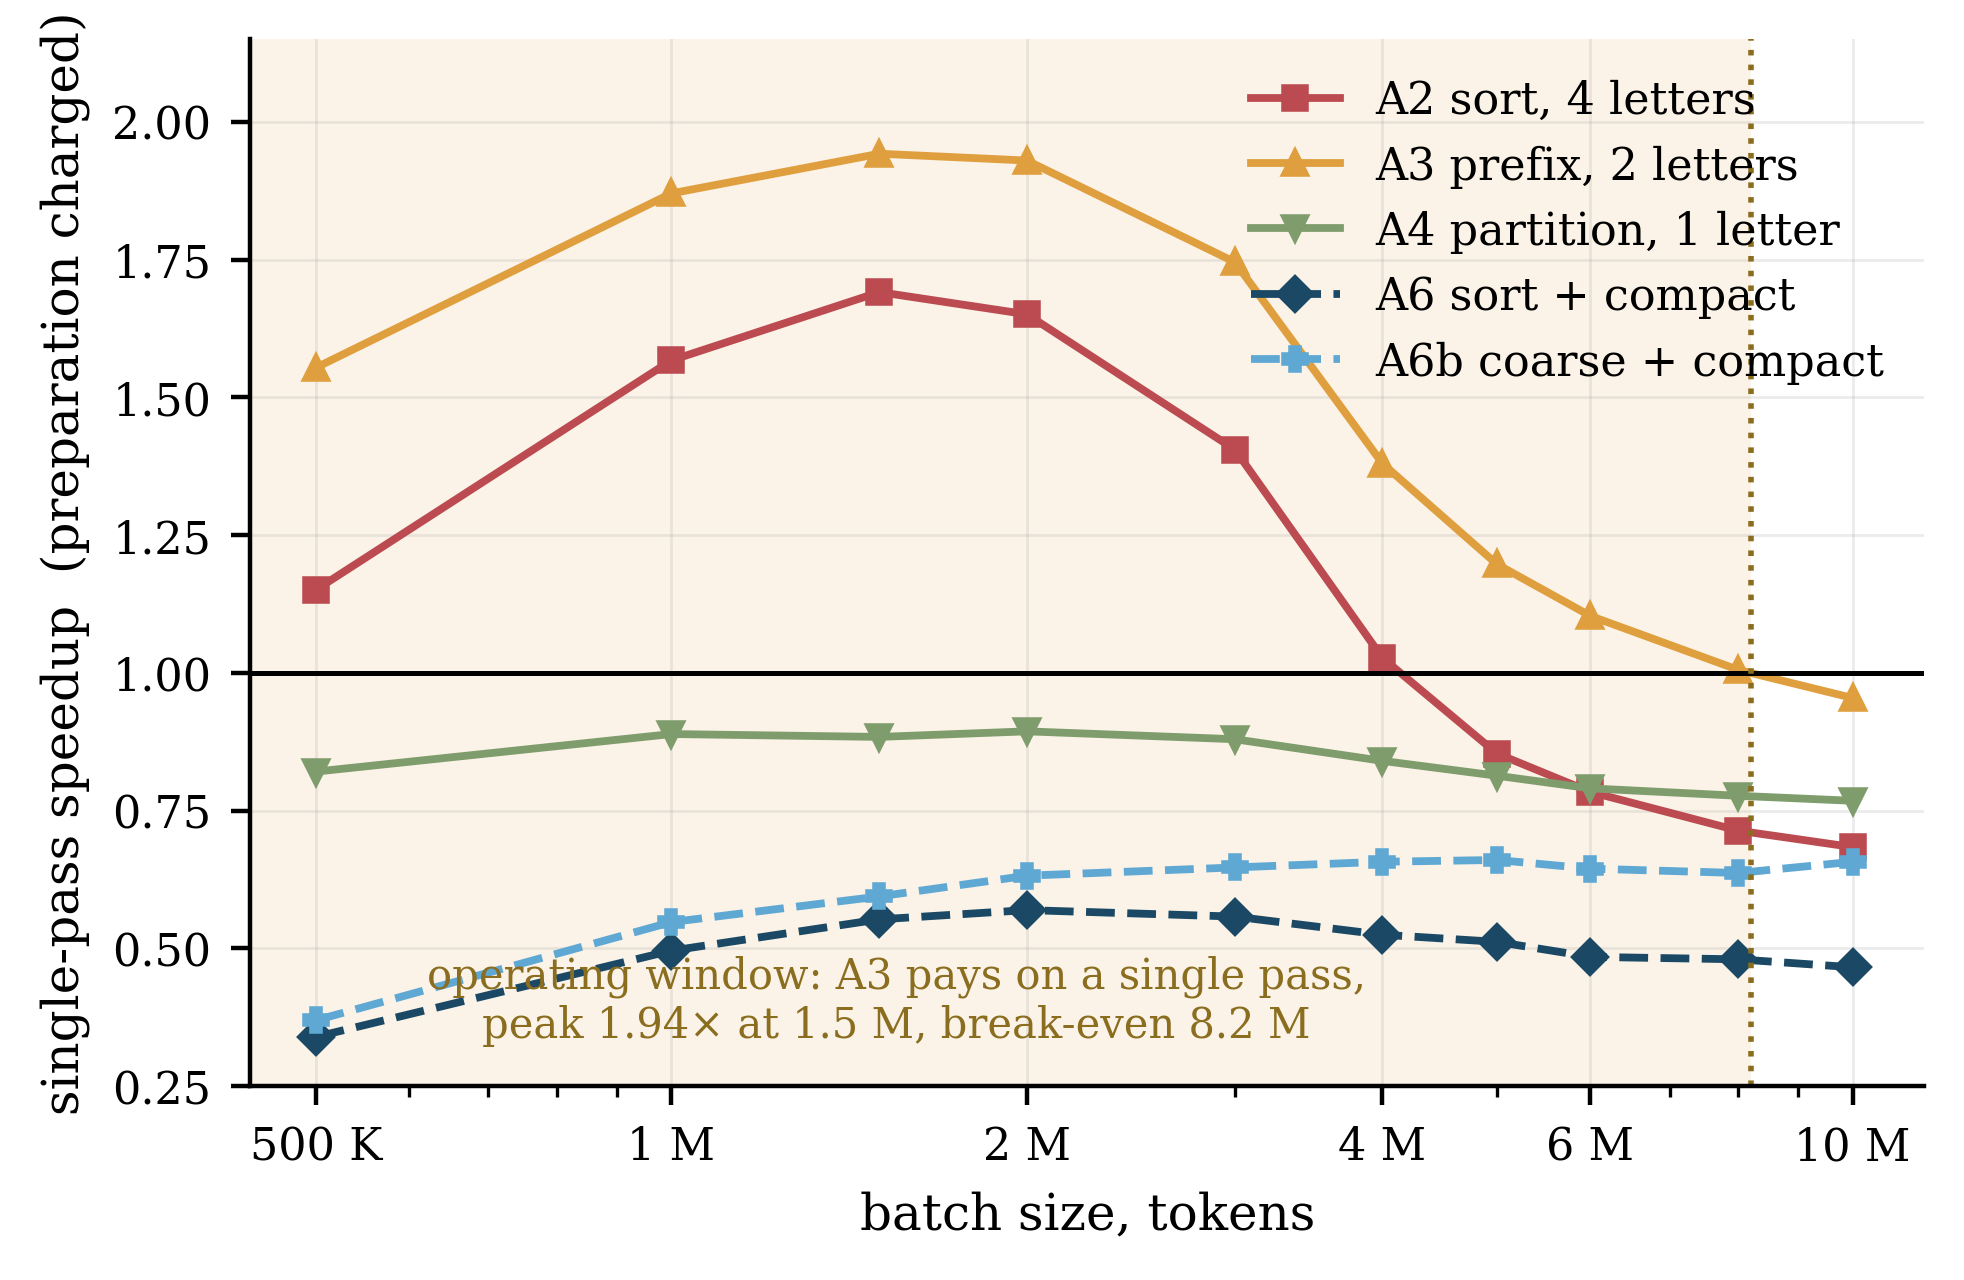 single-pass speedup (preparation charged)
2.00
1.75
1.50
1.25
1.00
0.75
0.50
0.25
A2 sort, 4 letters
A3 prefix, 2 letters
A4 partition, 1 letter
A6 sort + compact
A6b coarse + compact
operating window: A3 pays on a single pass,
peak 1.94× at 1.5 M, break-even 8.2 M
500 K
1 M
2 M
4 M
6 M
10 M
batch size, tokens